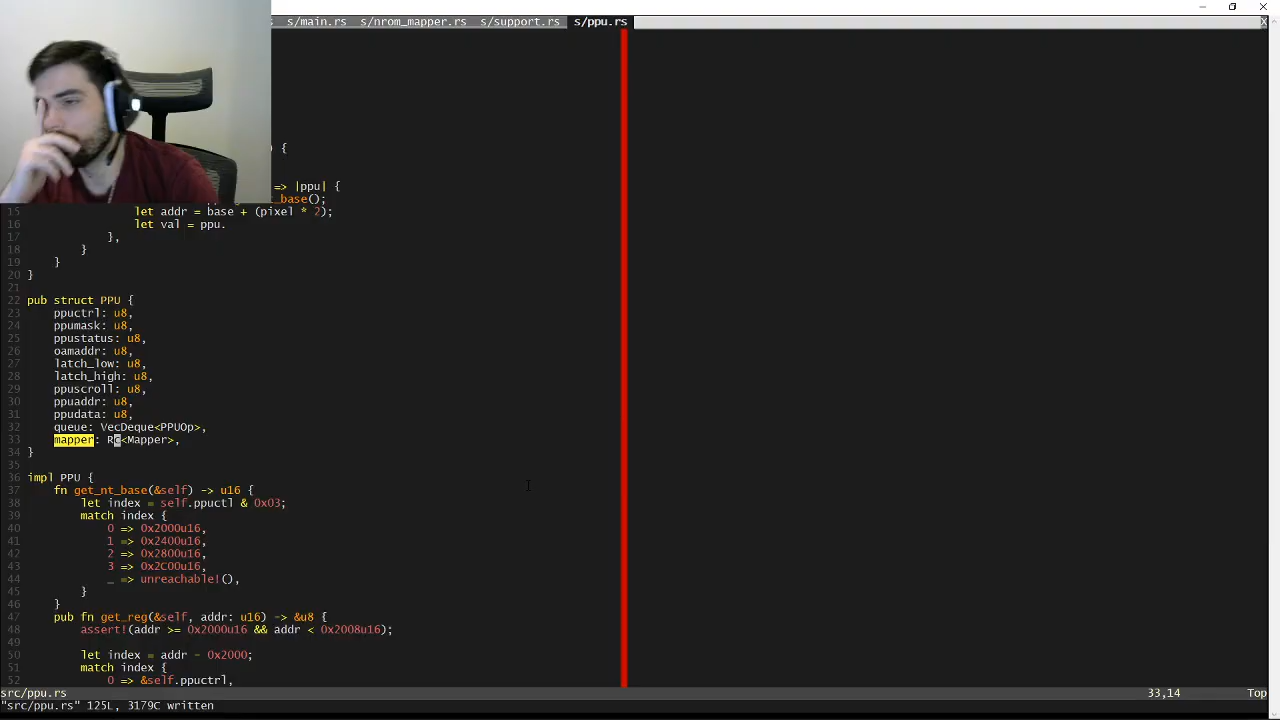 s/main.rs s/nrom_mapper.rs s/support.rs s/ppu.rs X
) {
=> |ppu| {
_base();
15 let addr = base + (pixel * 2);
16 let val = ppu.
17 },
18 }
19 }
20 }
21
22 pub struct PPU {
23 ppuctrl: u8,
24 ppumask: u8,
25 ppustatus: u8,
26 oamaddr: u8,
27 latch_low: u8,
28 latch_high: u8,
29 ppuscroll: u8,
30 ppuaddr: u8,
31 ppudata: u8,
32 queue: VecDeque<PPUOp>,
33 mapper: Rc<Mapper>,
34 }
35
36 impl PPU {
37 fn get_nt_base(&self) -> u16 {
38 let index = self.ppuctl & 0x03;
39 match index {
40 0 => 0x2000u16,
41 1 => 0x2400u16,
42 2 => 0x2800u16,
43 3 => 0x2C00u16,
44 _ => unreachable!(),
45 }
46 }
47 pub fn get_reg(&self, addr: u16) -> &u8 {
48 assert!(addr >= 0x2000u16 && addr < 0x2008u16);
49
50 let index = addr - 0x2000;
51 match index {
52 0 => &self.ppuctrl,
src/ppu.rs 33,14 Top
"src/ppu.rs" 125L, 3179C written